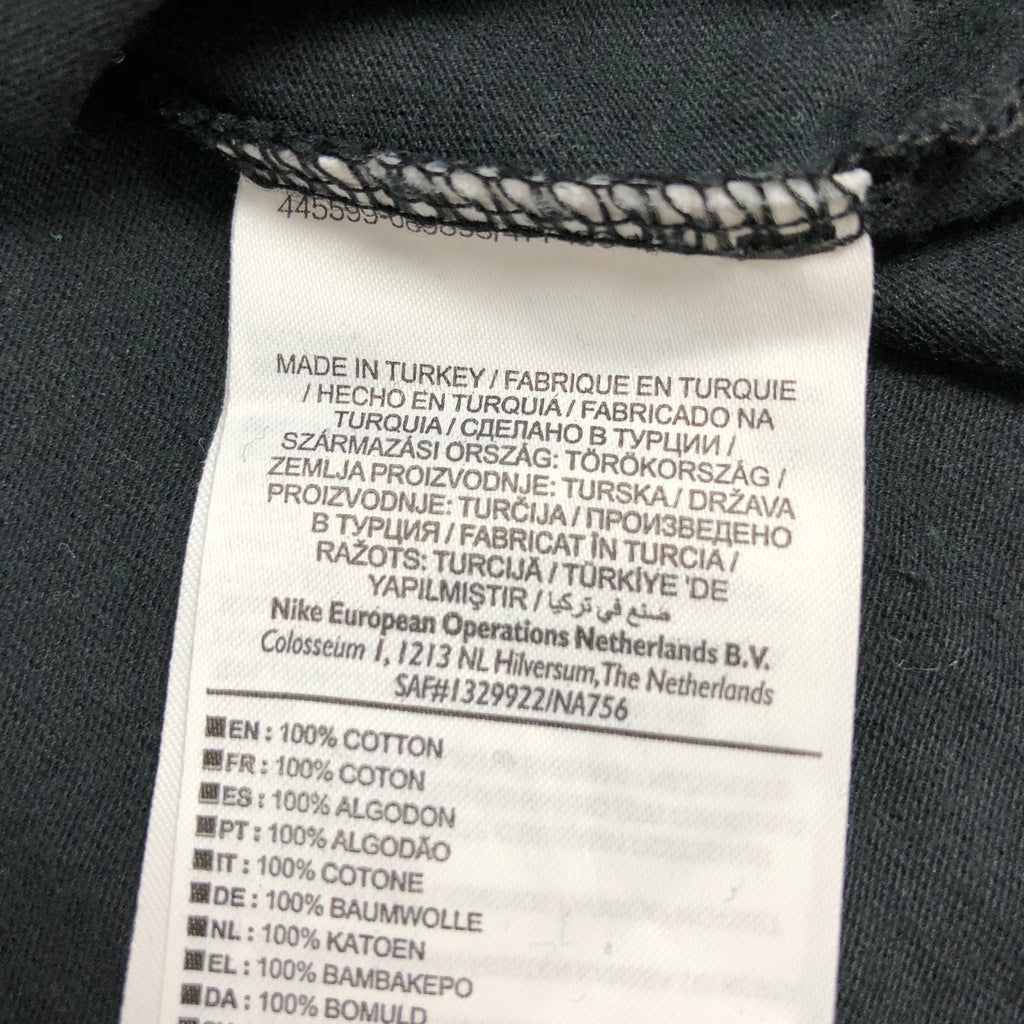 445599-
MADE IN TURKEY / FABRIQUE EN TURQUIE
/ HECHO EN TURQUIA / FABRICADO NA
TURQUIA / СДЕЛАНО В ТУРЦИИ /
SZÁRMAZÁSI ORSZÁG: TÖRÖKORSZÁG /
ZEMLJA PROIZVODNJE: TURSKA / DRŽAVA
PROIZVODNJE: TURČIJA / ПРОИЗВЕДЕНО
В ТУРЦИЯ / FABRICAT ÎN TURCIA /
RAŽOTS: TURCIJĀ / TÜRKİYE 'DE
YAPILMIŞTIR / صنع في تركيا
Nike European Operations Netherlands B.V.
Colosseum 1, 1213 NL Hilversum, The Netherlands
SAF#1329922/NA756
EN : 100% COTTON
FR : 100% COTON
ES : 100% ALGODON
PT : 100% ALGODÃO
IT : 100% COTONE
DE : 100% BAUMWOLLE
NL : 100% KATOEN
EL : 100% ΒΑΜΒΑΚΕΡΟ
DA : 100% BOMULD